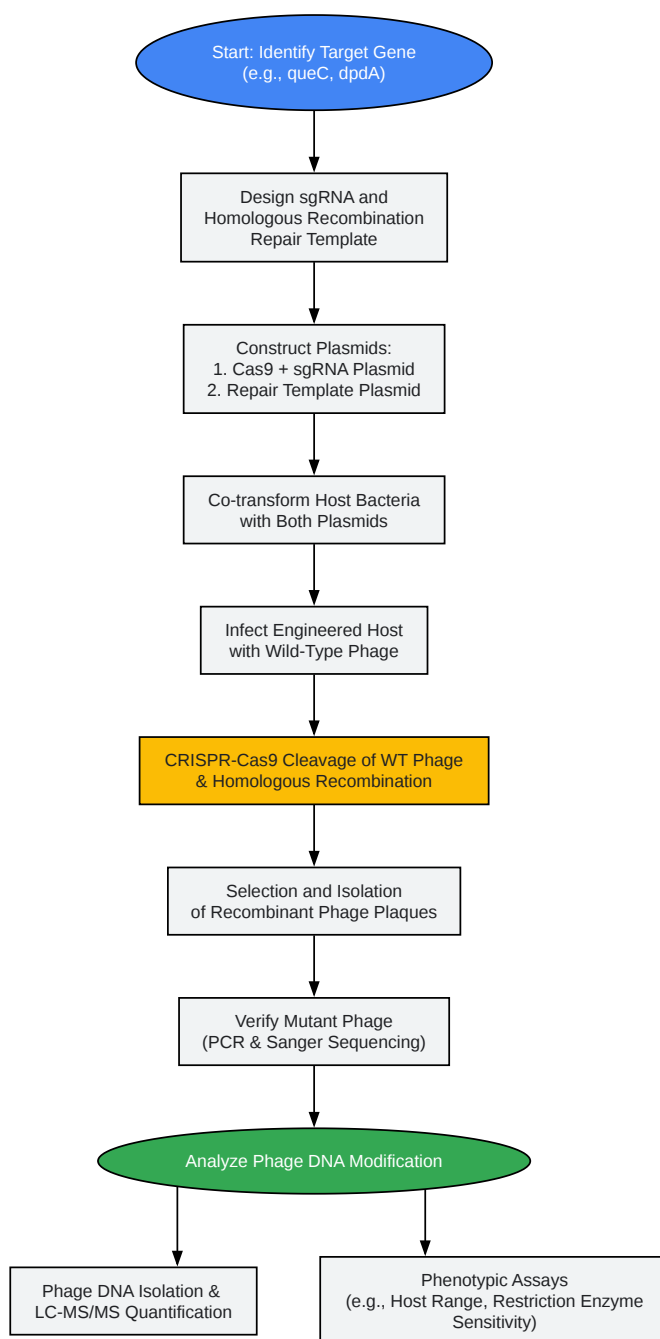 Start: Identify Target Gene
(e.g., queC, dpdA)
Design sgRNA and
Homologous Recombination
Repair Template
Construct Plasmids:
1. Cas9 + sgRNA Plasmid
2. Repair Template Plasmid
Co-transform Host Bacteria
with Both Plasmids
Infect Engineered Host
with Wild-Type Phage
CRISPR-Cas9 Cleavage of WT Phage
& Homologous Recombination
Selection and Isolation
of Recombinant Phage Plaques
Verify Mutant Phage
(PCR & Sanger Sequencing)
Analyze Phage DNA Modification
Phage DNA Isolation &
LC-MS/MS Quantification
Phenotypic Assays
(e.g., Host Range, Restriction Enzyme
Sensitivity)